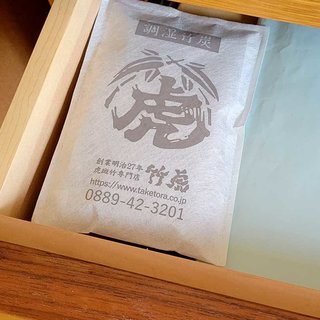 調湿竹炭
虎
創業明治27年
虎斑竹専門店
竹虎
https://www.taketora.co.jp
0889-42-3201